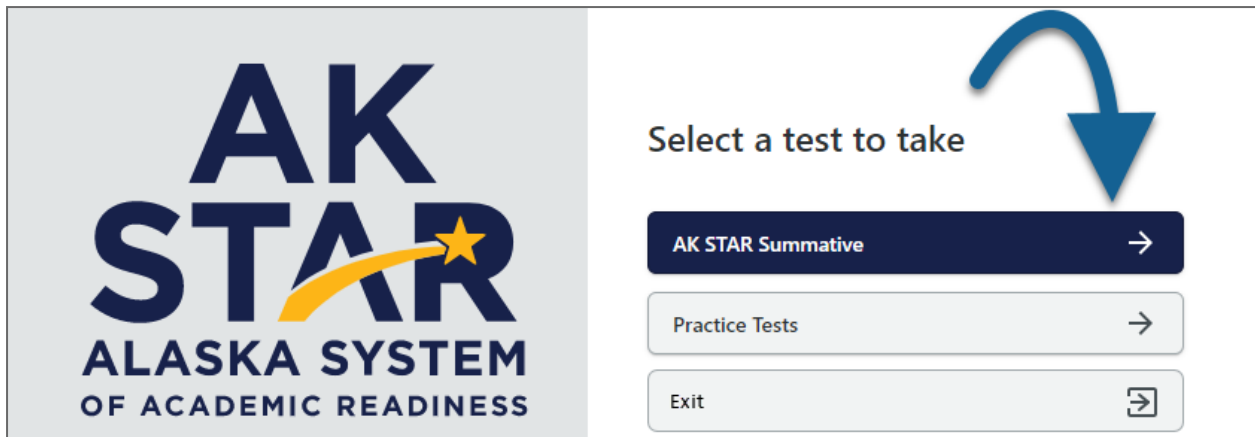 AK
STAR
ALASKA SYSTEM
OF ACADEMIC READINESS
Select a test to take
AK STAR Summative
Practice Tests
Exit